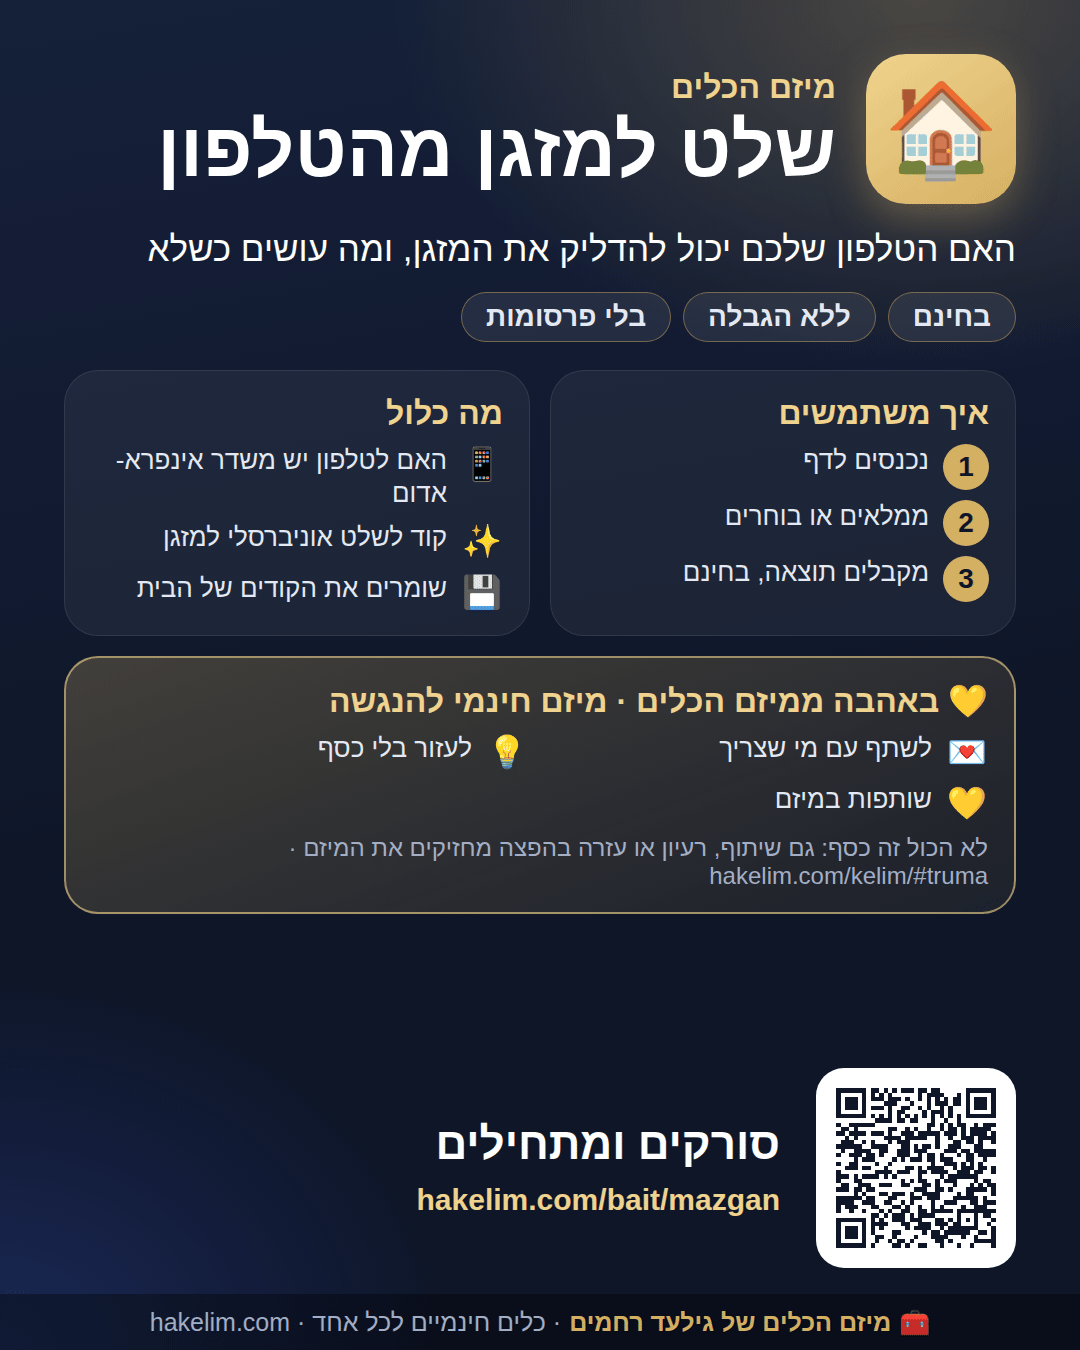 מיזם הכלים
שלט למזגן מהטלפון
האם הטלפון שלכם יכול להדליק את המזגן, ומה עושים כשלא
בחינם
ללא הגבלה
בלי פרסומות
איך משתמשים
1 נכנסים לדף
2 ממלאים או בוחרים
3 מקבלים תוצאה, בחינם
מה כלול
האם לטלפון יש משדר אינפרא-
אדום
קוד לשלט אוניברסלי למזגן
שומרים את הקודים של הבית
באהבה ממיזם הכלים · מיזם חינמי להנגשה
לשתף עם מי שצריך
לעזור בלי כסף
שותפות במיזם
לא הכול זה כסף: גם שיתוף, רעיון או עזרה בהפצה מחזיקים את המיזם ·
hakelim.com/kelim/#truma
סורקים ומתחילים
hakelim.com/bait/mazgan
מיזם הכלים של גילעד רחמים · כלים חינמיים לכל אחד · hakelim.com